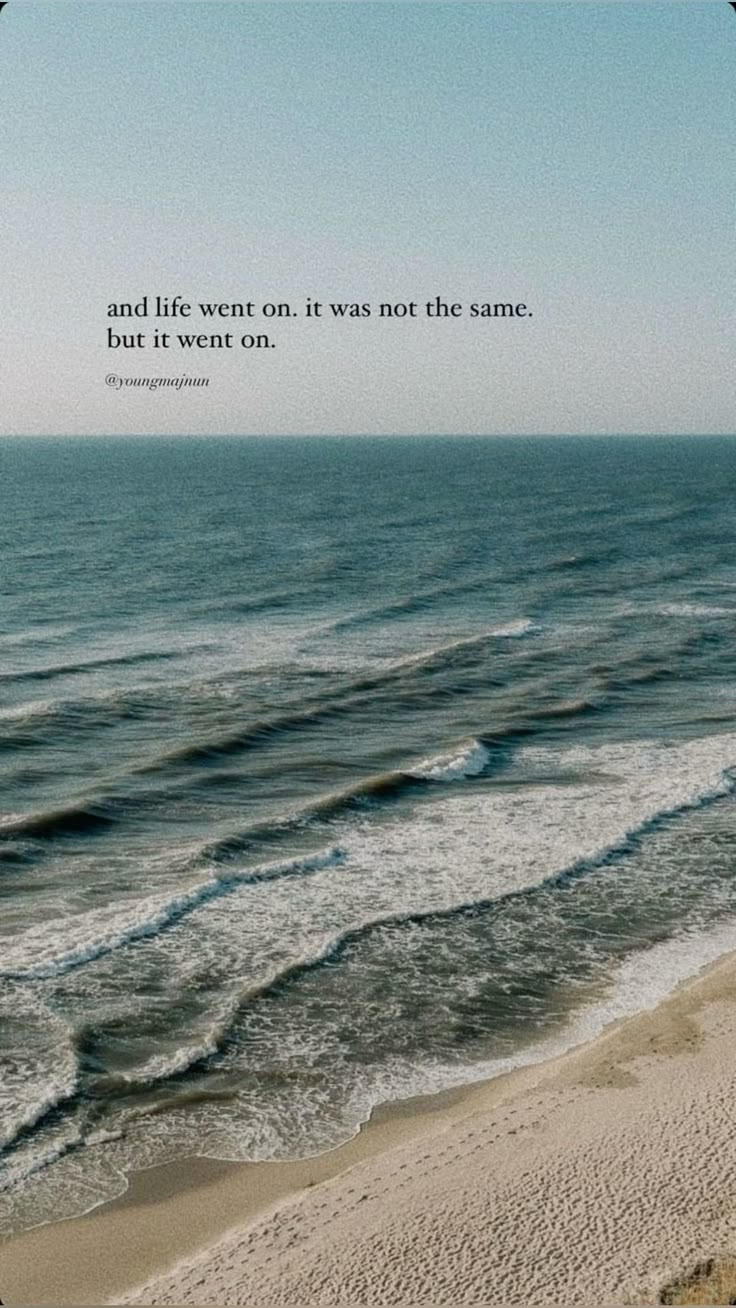 and life went on. it was not the same.
but it went on.
@youngmajnun